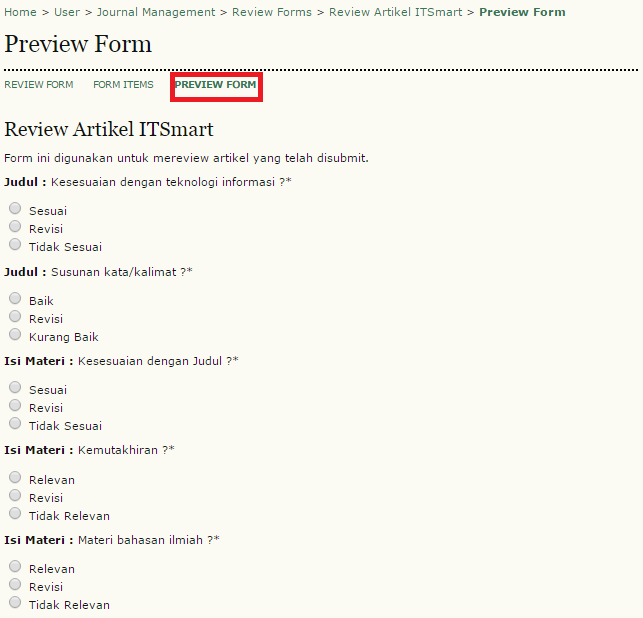 Home > User > Journal Management > Review Forms > Review Artikel ITSmart > Preview Form
Preview Form
REVIEW FORM FORM ITEMS PREVIEW FORM
Review Artikel ITSmart
Form ini digunakan untuk mereview artikel yang telah disubmit.
Judul : Kesesuaian dengan teknologi informasi ?*
Sesuai
Revisi
Tidak Sesuai
Judul : Susunan kata/kalimat ?*
Baik
Revisi
Kurang Baik
Isi Materi : Kesesuaian dengan Judul ?*
Sesuai
Revisi
Tidak Sesuai
Isi Materi : Kemutakhiran ?*
Relevan
Revisi
Tidak Relevan
Isi Materi : Materi bahasan ilmiah ?*
Relevan
Revisi
Tidak Relevan